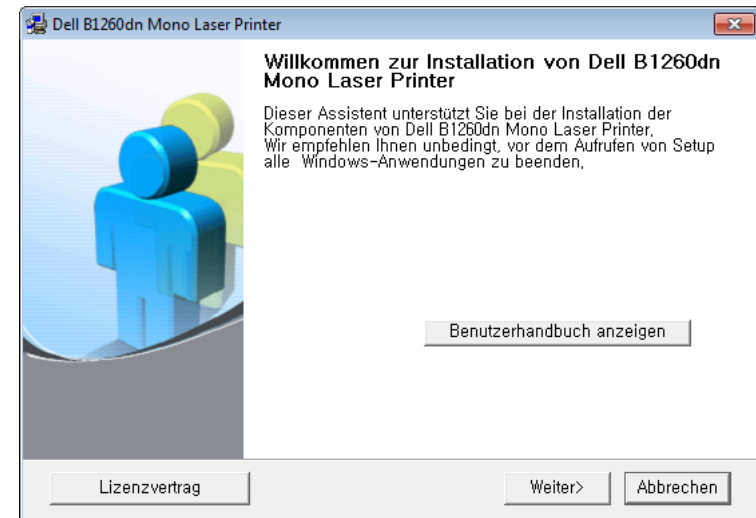 Dell B1260dn Mono Laser Printer
Willkommen zur Installation von Dell B1260dn
Mono Laser Printer
Dieser Assistent unterstützt Sie bei der Installation der
Komponenten von Dell B1260dn Mono Laser Printer.
Wir empfehlen Ihnen unbedingt, vor dem Aufrufen von Setup
alle Windows-Anwendungen zu beenden.
Benutzerhandbuch anzeigen
Lizenzvertrag
Weiter>
Abbrechen